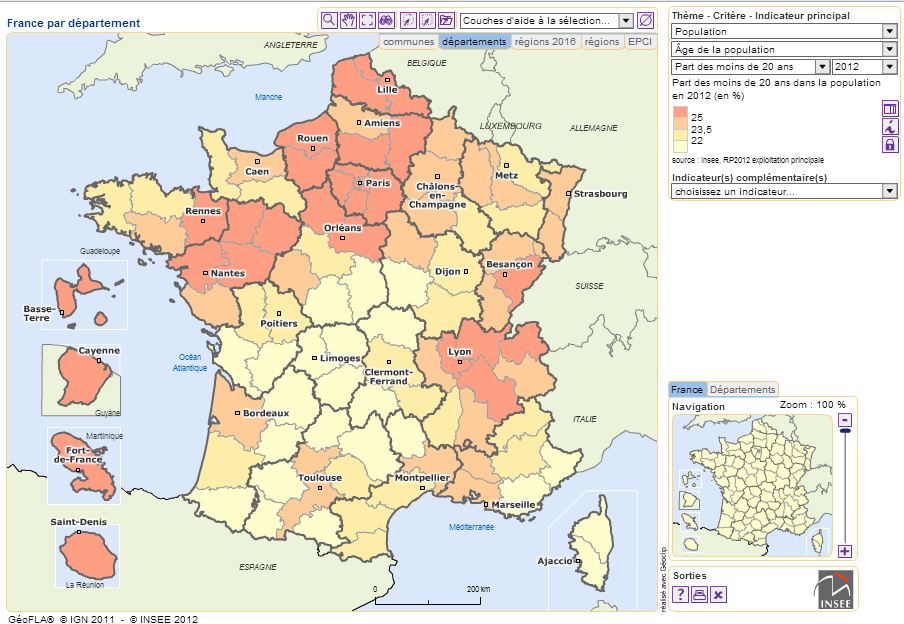 France par département
Couches d'aide à la sélection...
communes
départements
régions 2016
régions
EPCI
Thème - Critère - Indicateur principal
Population
Âge de la population
Part des moins de 20 ans
2012
Part des moins de 20 ans dans la population
en 2012 (en %)
25
23,5
22
source : Insee, RP2012 exploitation principale
Indicateur(s) complémentaire(s)
choisissez un indicateur...
ANGLETERRE
BELGIQUE
Manche
LUXEMBOURG
ALLEMAGNE
Lille
Amiens
Rouen
Caen
Paris
Châlons-
en-
Champagne
Metz
Strasbourg
Rennes
Orléans
Nantes
Dijon
Besançon
SUISSE
Guadeloupe
Basse-
Terre
Poitiers
Cayenne
Guyane
Océan
Atlantique
Limoges
Clermont-
Ferrand
Lyon
ITALIE
Martinique
Fort-
de-France
Bordeaux
Toulouse
Montpellier
Marseille
Saint-Denis
La Réunion
Méditerranée
Ajaccio
ESPAGNE
0
200 km
réalisé avec Géoclip
France
Départements
Navigation
Zoom : 100 %
-
+
Sorties
?
INSEE
GéoFLA® © IGN 2011 - © INSEE 2012